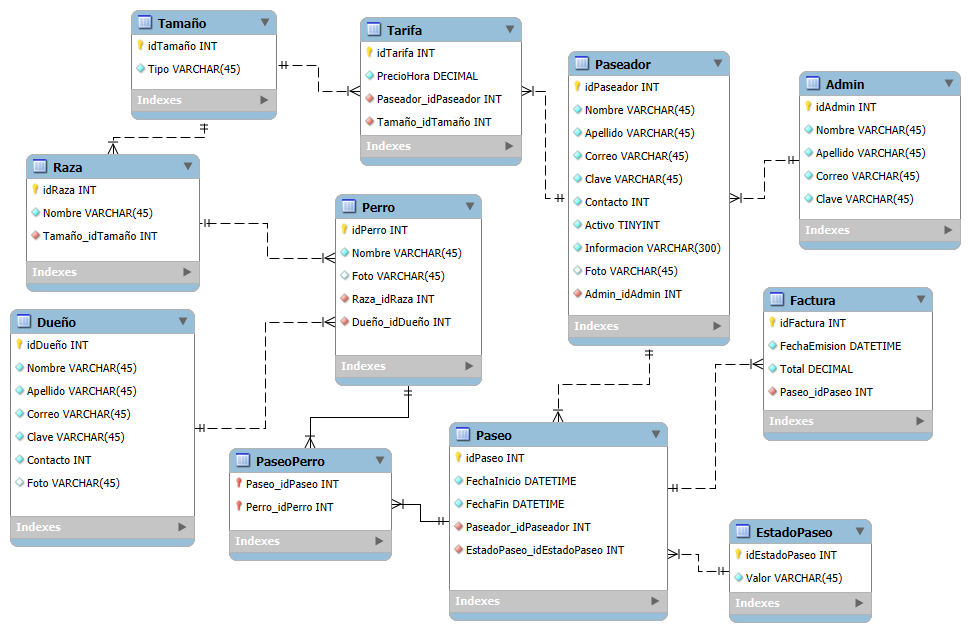 Tamaño
idTamaño INT
Tipo VARCHAR(45)
Indexes
Tarifa
idTarifa INT
PrecioHora DECIMAL
Paseador_idPaseador INT
Tamaño_idTamaño INT
Indexes
Paseador
idPaseador INT
Nombre VARCHAR(45)
Apellido VARCHAR(45)
Correo VARCHAR(45)
Clave VARCHAR(45)
Contacto INT
Activo TINYINT
Informacion VARCHAR(300)
Foto VARCHAR(45)
Admin_idAdmin INT
Indexes
Admin
idAdmin INT
Nombre VARCHAR(45)
Apellido VARCHAR(45)
Correo VARCHAR(45)
Clave VARCHAR(45)
Indexes
Raza
idRaza INT
Nombre VARCHAR(45)
Tamaño_idTamaño INT
Indexes
Perro
idPerro INT
Nombre VARCHAR(45)
Foto VARCHAR(45)
Raza_idRaza INT
Dueño_idDueño INT
Indexes
Dueño
idDueño INT
Nombre VARCHAR(45)
Apellido VARCHAR(45)
Correo VARCHAR(45)
Clave VARCHAR(45)
Contacto INT
Foto VARCHAR(45)
Indexes
Factura
idFactura INT
FechaEmision DATETIME
Total DECIMAL
Paseo_idPaseo INT
Indexes
PaseoPerro
Paseo_idPaseo INT
Perro_idPerro INT
Indexes
Paseo
idPaseo INT
FechaInicio DATETIME
FechaFin DATETIME
Paseador_idPaseador INT
EstadoPaseo_idEstadoPaseo INT
Indexes
EstadoPaseo
idEstadoPaseo INT
Valor VARCHAR(45)
Indexes